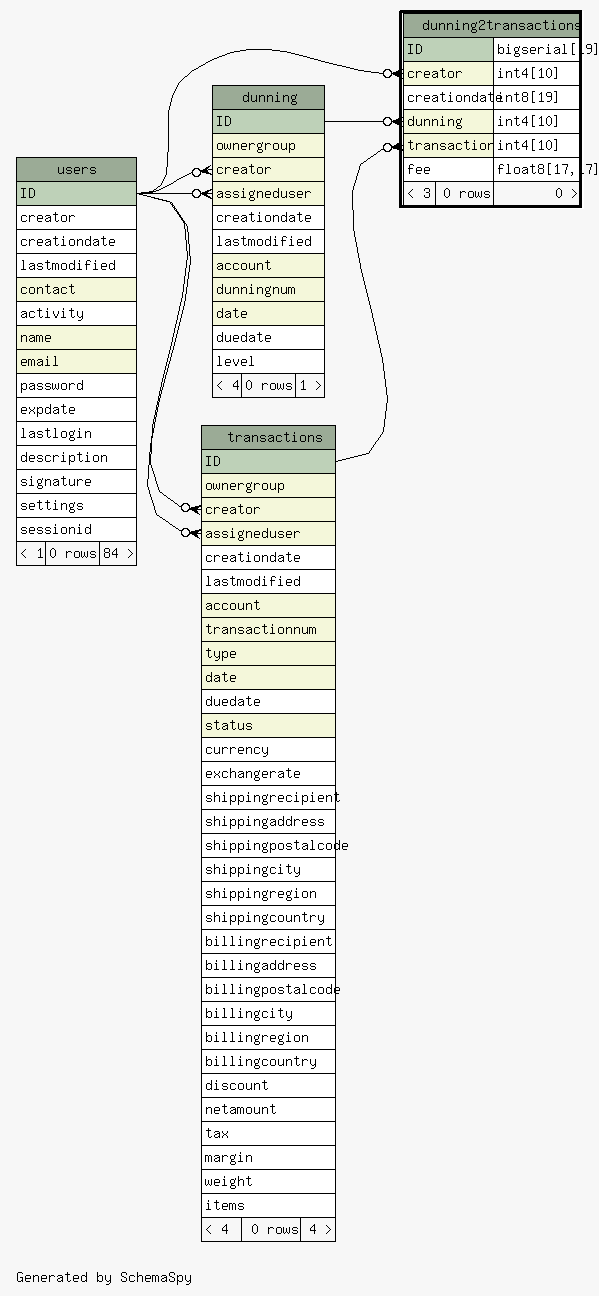 dunning2transactions
ID bigserial[19]
creator int4[10]
creationdate int8[19]
dunning int4[10]
transaction int4[10]
fee float8[17,17]
< 3 0 rows 0 >
dunning
ID
ownergroup
creator
assigneduser
creationdate
lastmodified
account
dunningnum
date
duedate
level
< 4 0 rows 1 >
users
ID
creator
creationdate
lastmodified
contact
activity
name
email
password
expdate
lastlogin
description
signature
settings
sessionid
< 1 0 rows 84 >
transactions
ID
ownergroup
creator
assigneduser
creationdate
lastmodified
account
transactionnum
type
date
duedate
status
currency
exchangerate
shippingrecipient
shippingaddress
shippingpostalcode
shippingcity
shippingregion
shippingcountry
billingrecipient
billingaddress
billingpostalcode
billingcity
billingregion
billingcountry
discount
netamount
tax
margin
weight
items
< 4 0 rows 4 >
Generated by SchemaSpy